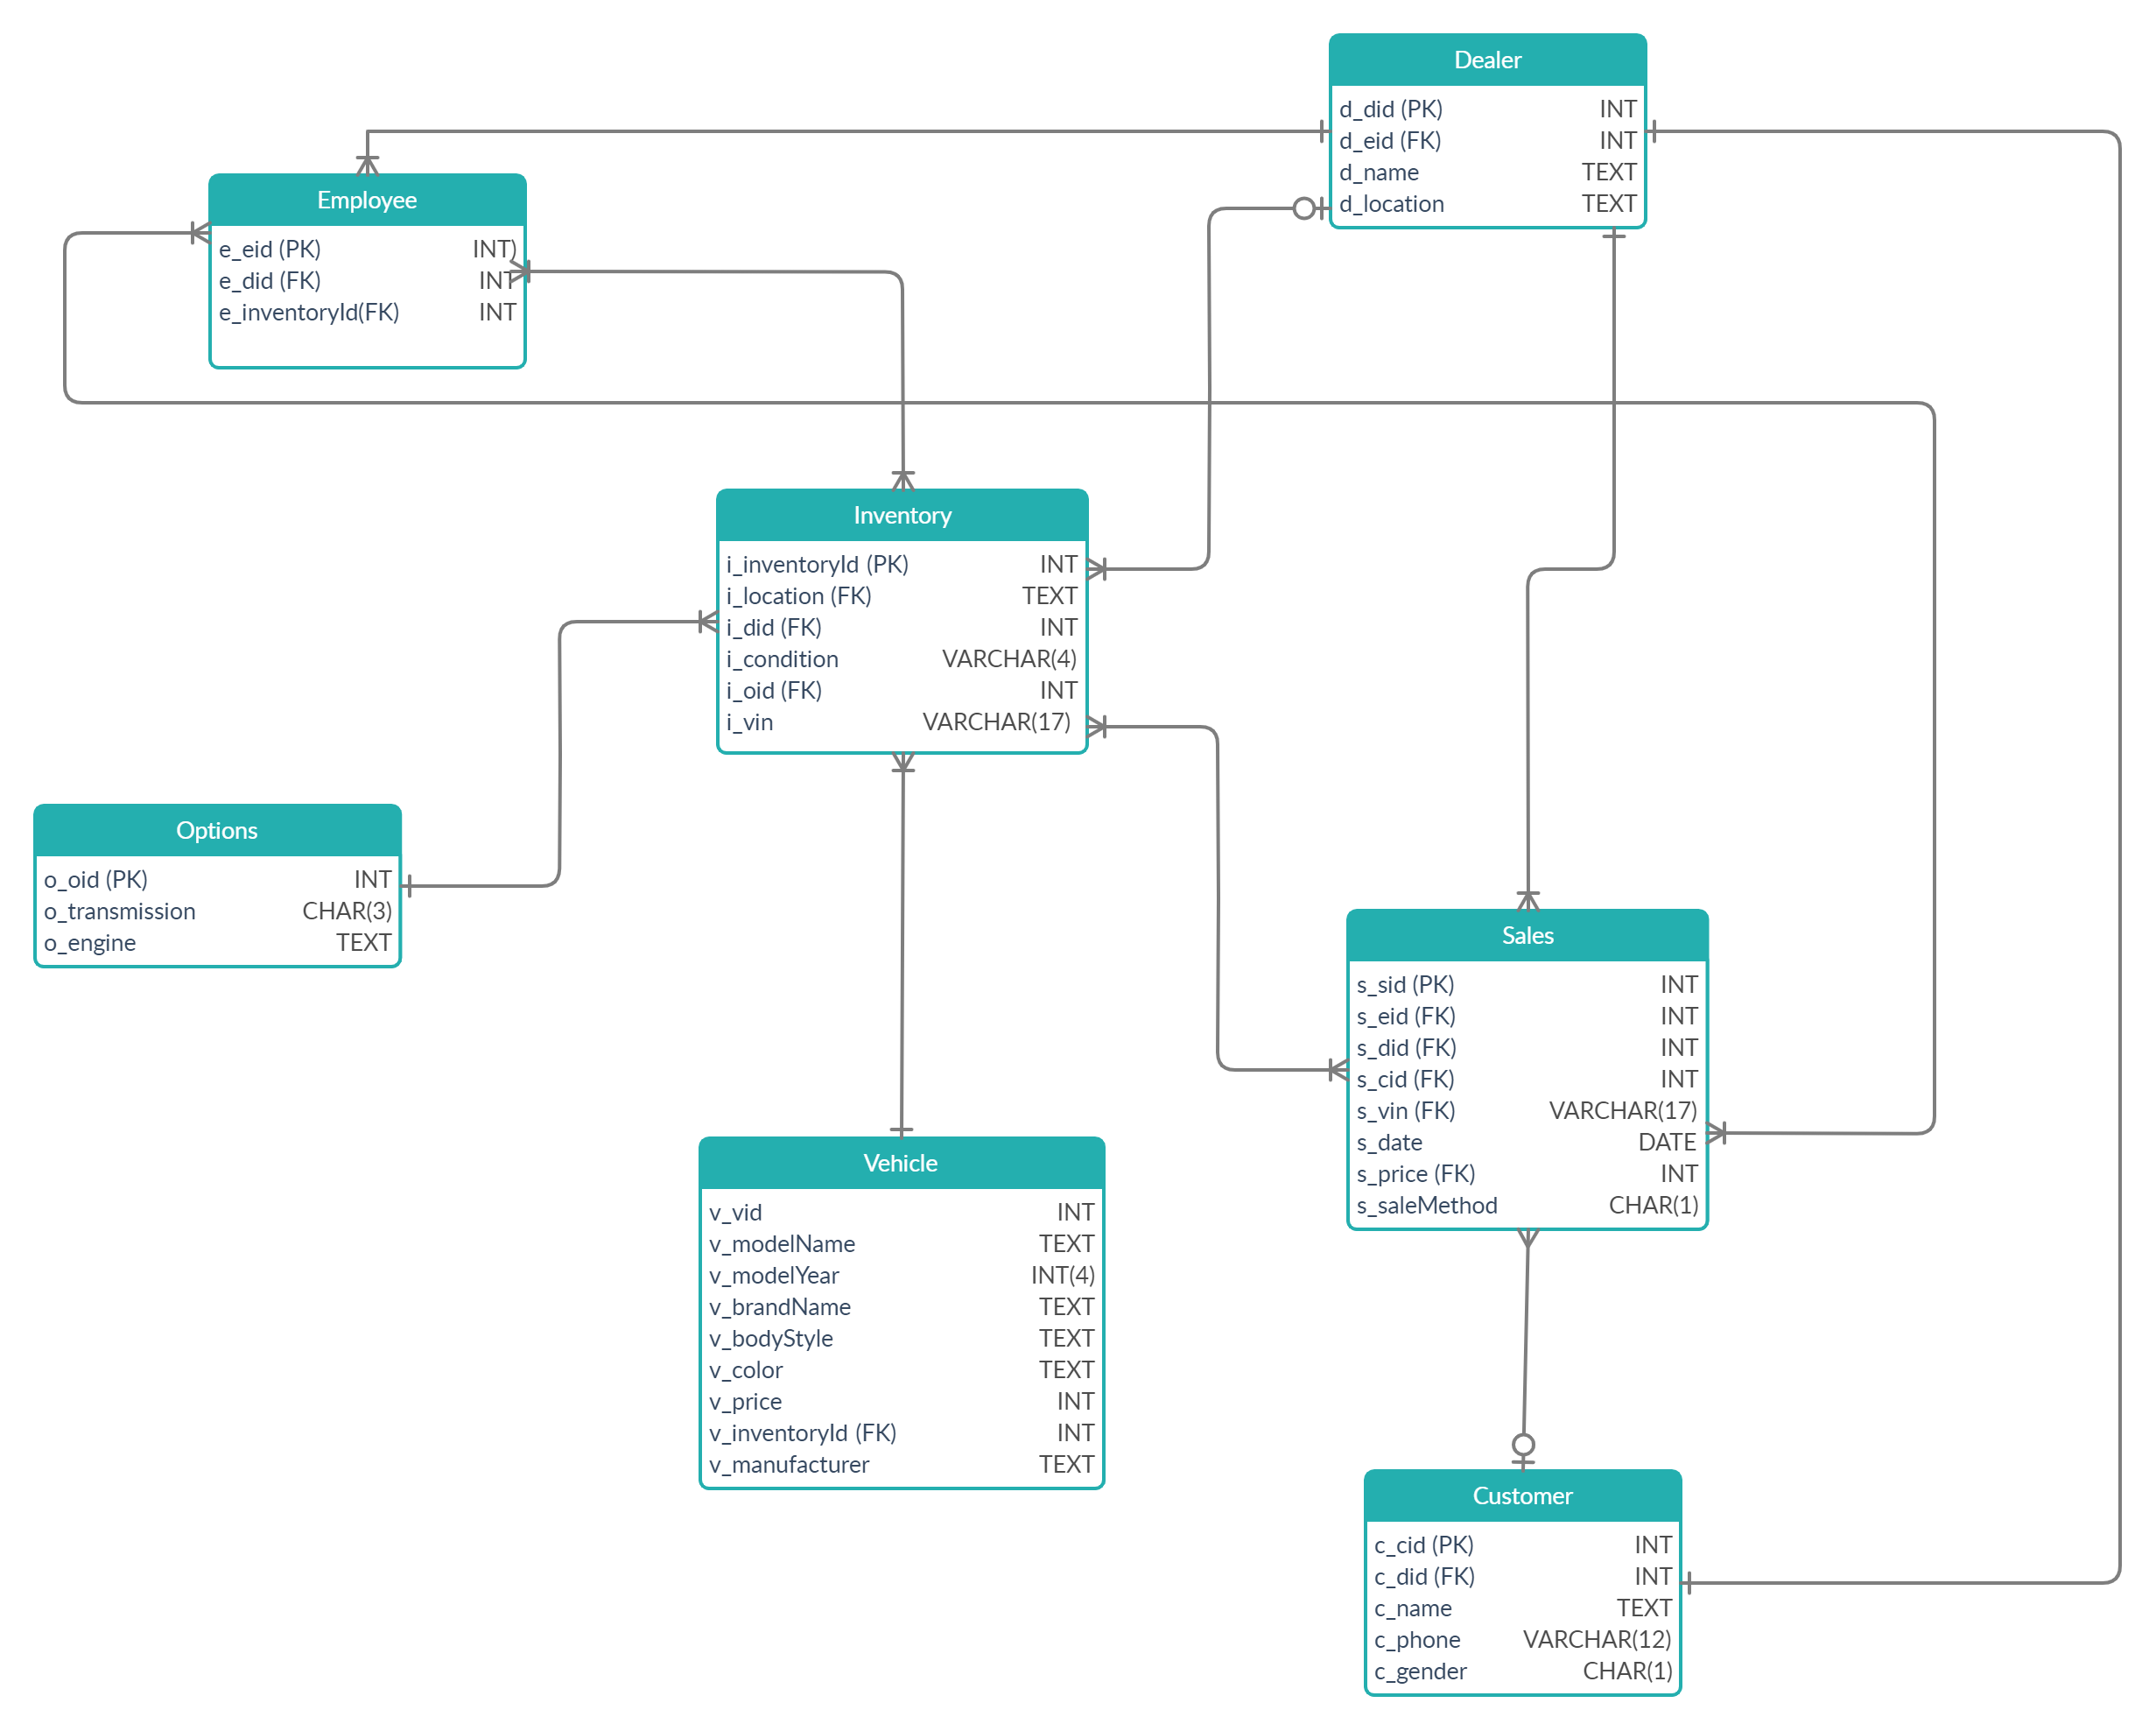 Dealer
d_did (PK) INT
d_eid (FK) INT
d_name TEXT
d_location TEXT
Employee
e_eid (PK) INT)
e_did (FK) INT
e_inventoryId(FK) INT
Inventory
i_inventoryId (PK) INT
i_location (FK) TEXT
i_did (FK) INT
i_condition VARCHAR(4)
i_oid (FK) INT
i_vin VARCHAR(17)
Options
o_oid (PK) INT
o_transmission CHAR(3)
o_engine TEXT
Sales
s_sid (PK) INT
s_eid (FK) INT
s_did (FK) INT
s_cid (FK) INT
s_vin (FK) VARCHAR(17)
s_date DATE
s_price (FK) INT
s_saleMethod CHAR(1)
Vehicle
v_vid INT
v_modelName TEXT
v_modelYear INT(4)
v_brandName TEXT
v_bodyStyle TEXT
v_color TEXT
v_price INT
v_inventoryId (FK) INT
v_manufacturer TEXT
Customer
c_cid (PK) INT
c_did (FK) INT
c_name TEXT
c_phone VARCHAR(12)
c_gender CHAR(1)